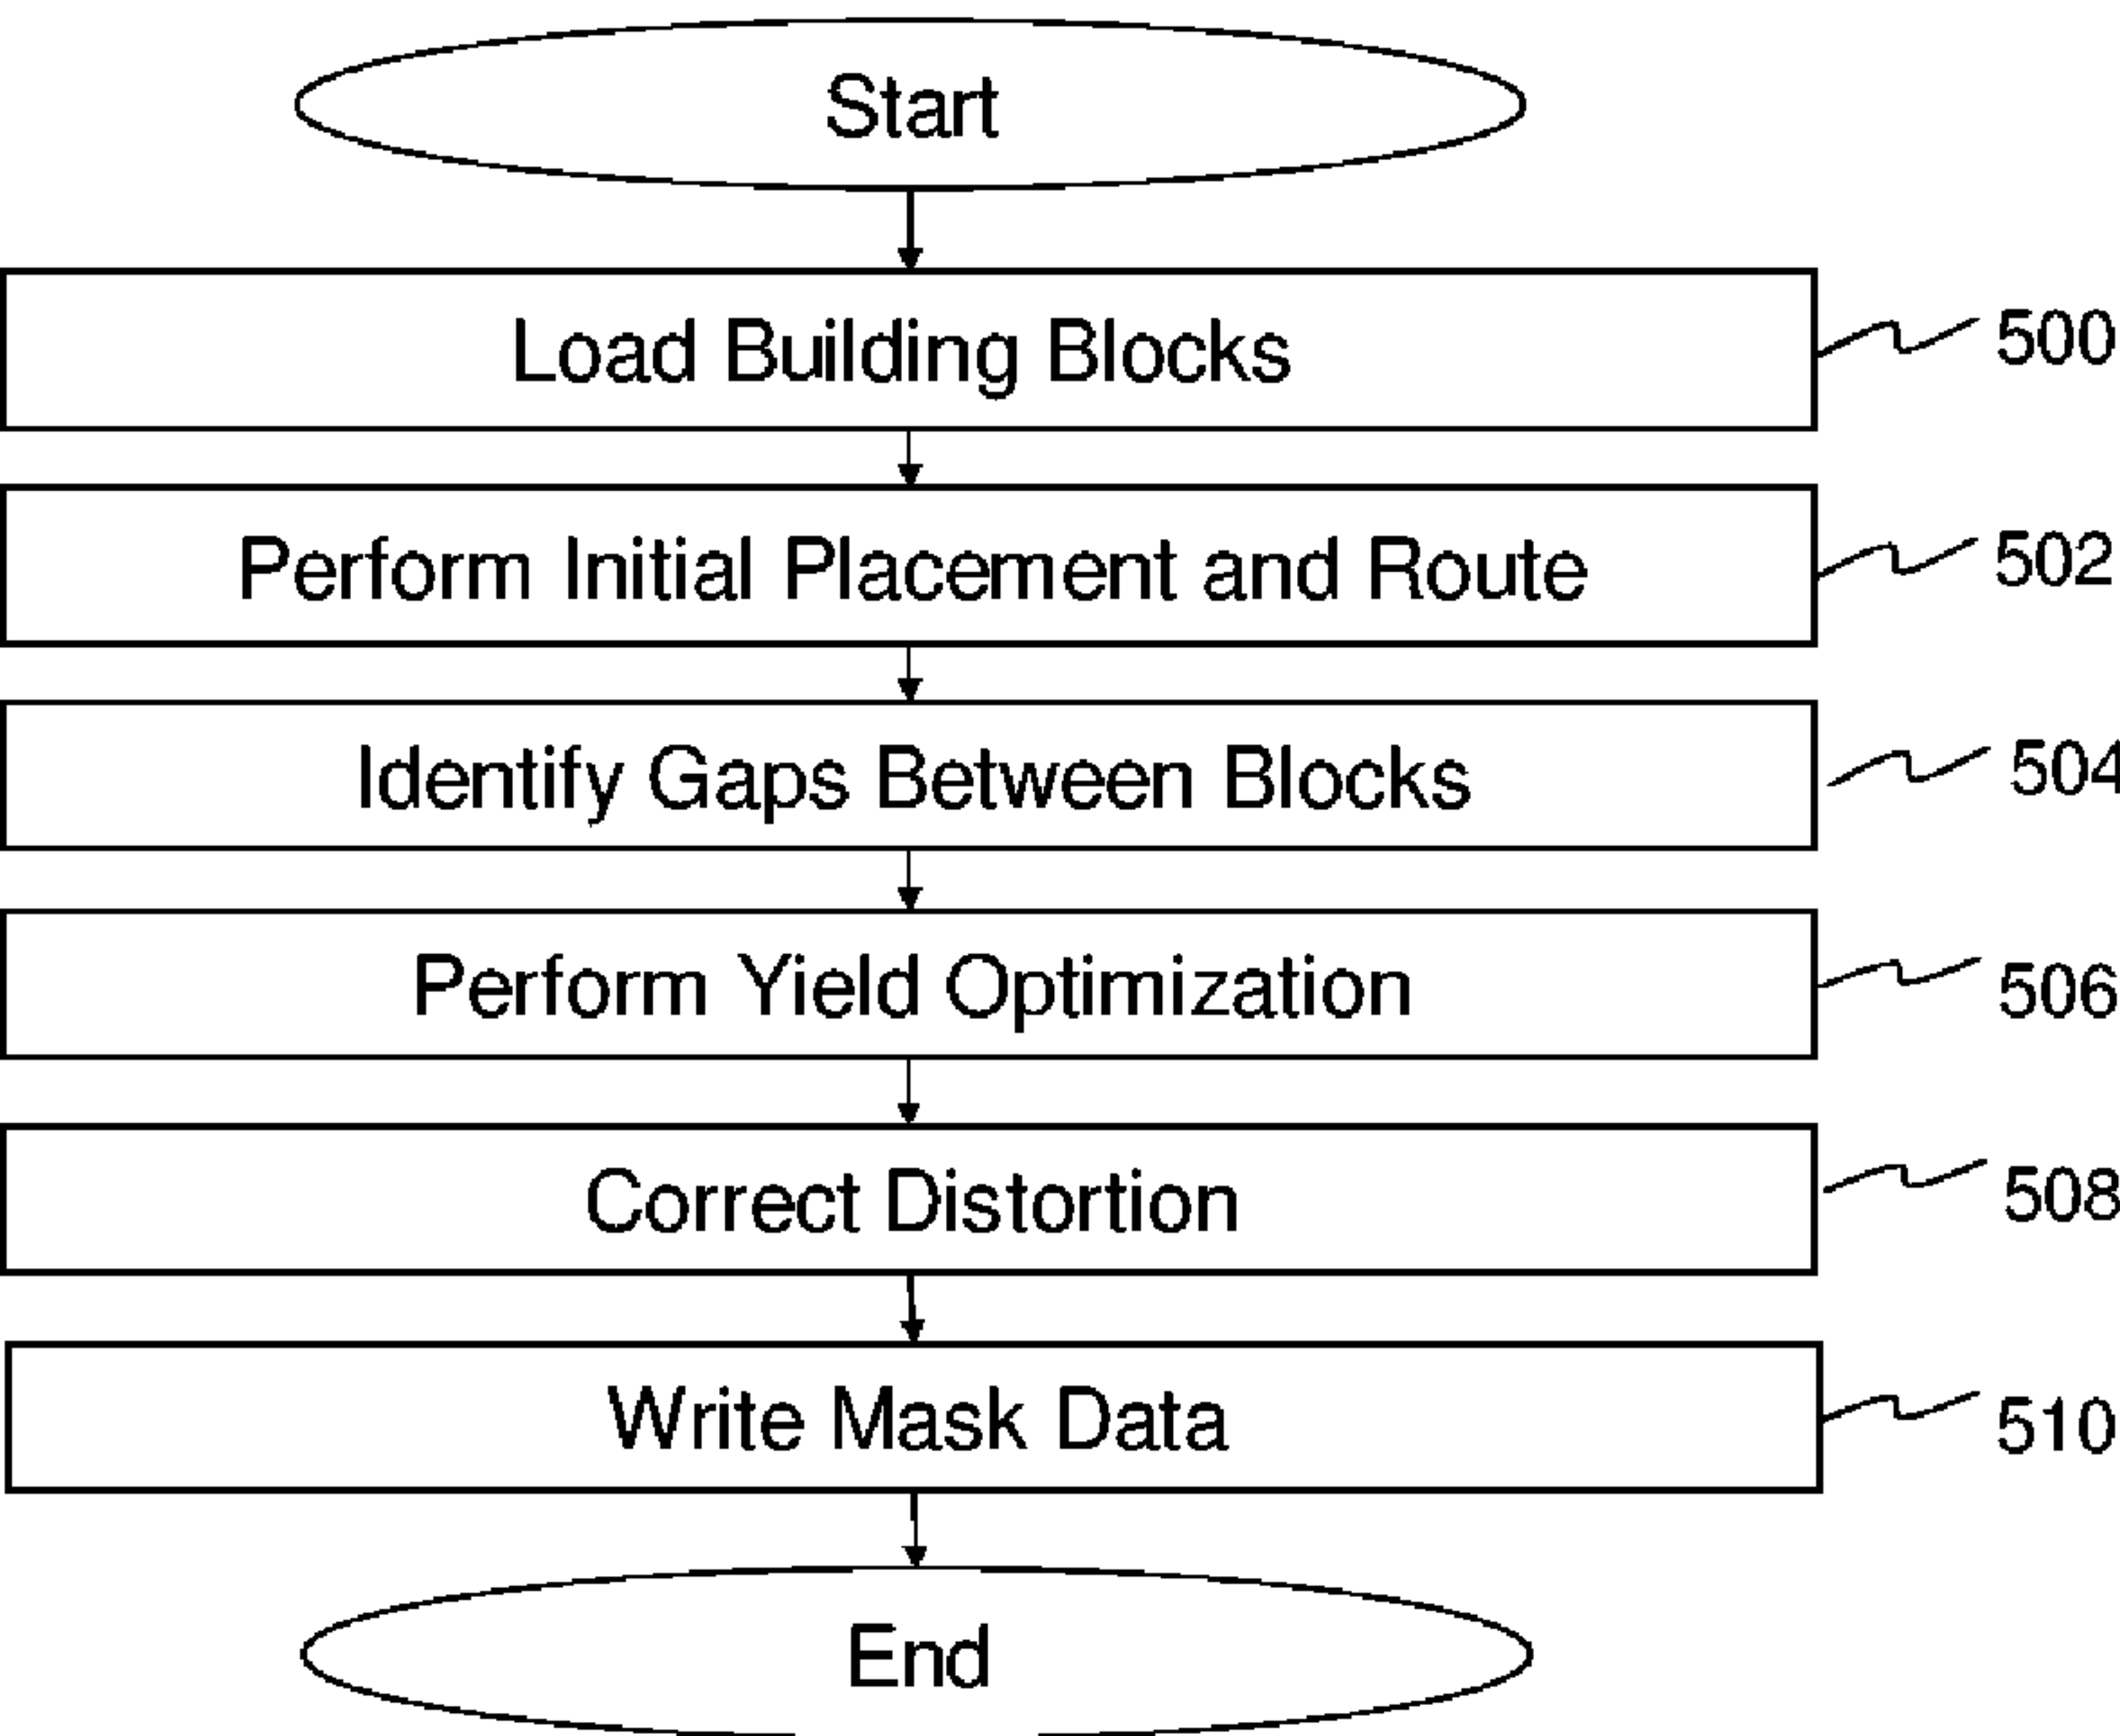 Start
Load Building Blocks
500
Perform Initial Placement and Route
502
Identify Gaps Between Blocks
504
Perform Yield Optimization
506
Correct Distortion
508
Write Mask Data
510
End